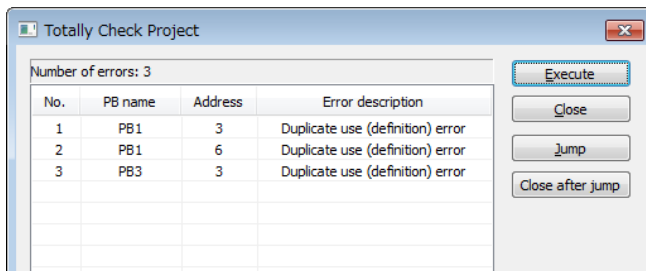 Totally Check Project
Number of errors: 3
Execute
No. PB name Address Error description
Close
1 PB1 3 Duplicate use (definition) error
2 PB1 6 Duplicate use (definition) error
Jump
3 PB3 3 Duplicate use (definition) error
Close after jump